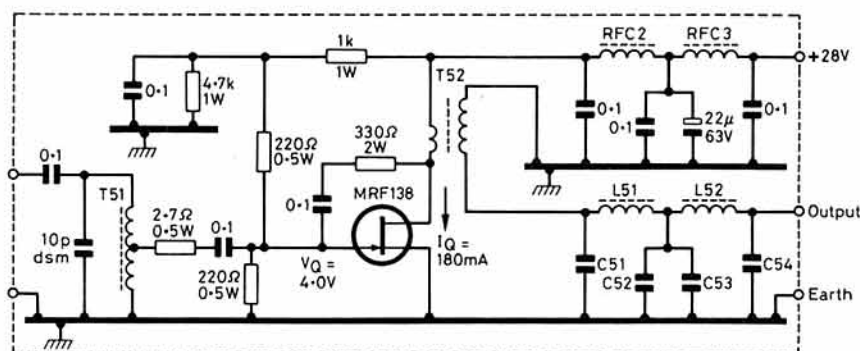 RFC2
RFC3
+28V
1k
1W
T52
4·7k
1W
0·1
0·1
0·1
22μ
63V
0·1
330Ω
2W
220Ω
0·5W
0·1
T51
MRF138
0·1
L51
L52
2·7Ω
0·5W
0·1
Output
10p
dsm
IQ =
180mA
VQ =
4·0V
220Ω
0·5W
C51
C52
C53
C54
Earth